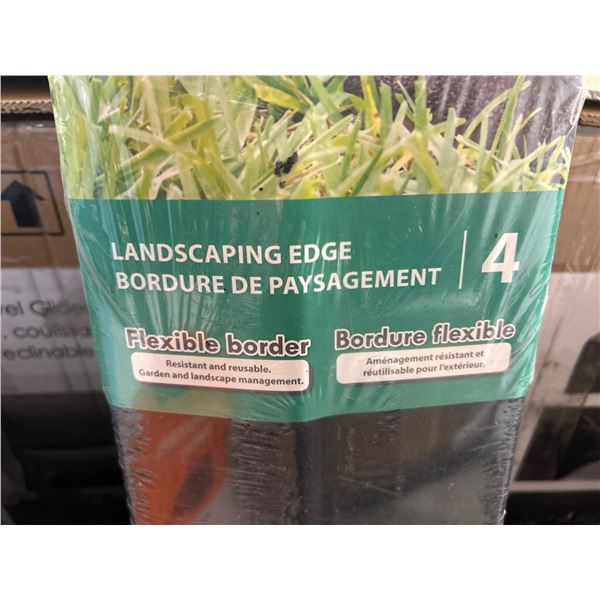 LANDSCAPING EDGE
BORDURE DE PAYSAGEMENT
4
Flexible border
Resistant and reusable.
Garden and landscape management.
Bordure flexible
Aménagement résistant et
réutilisable pour l'extérieur.